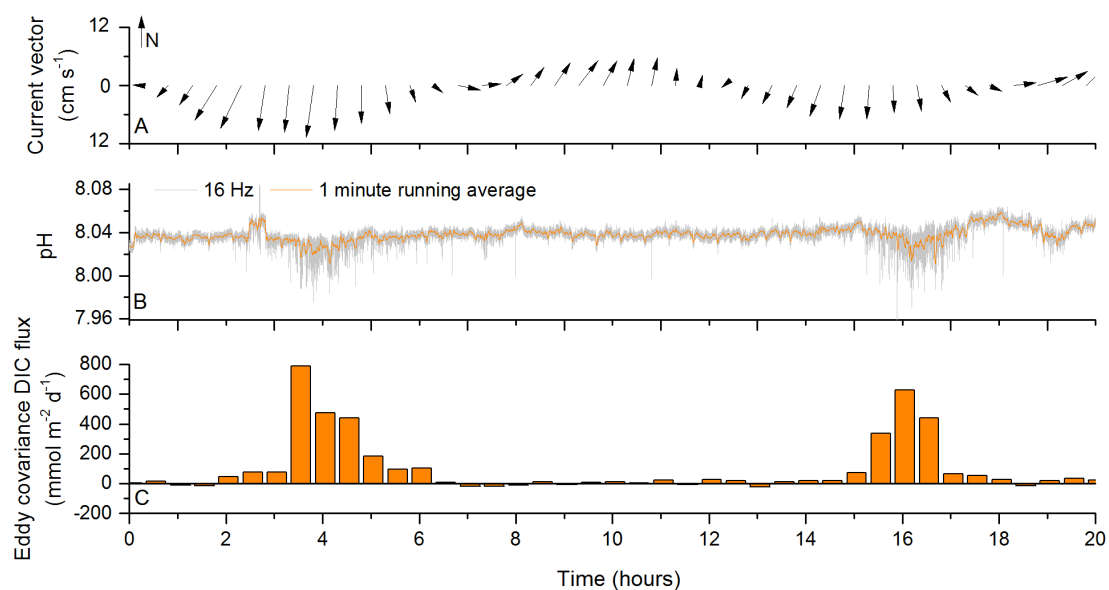 Current vector
(cm s⁻¹)
12
0
12
N
A
pH
8.08
8.04
8.00
7.96
16 Hz
1 minute running average
B
Eddy covariance DIC flux
(mmol m⁻² d⁻¹)
800
600
400
200
0
-200
C
0 2 4 6 8 10 12 14 16 18 20
Time (hours)